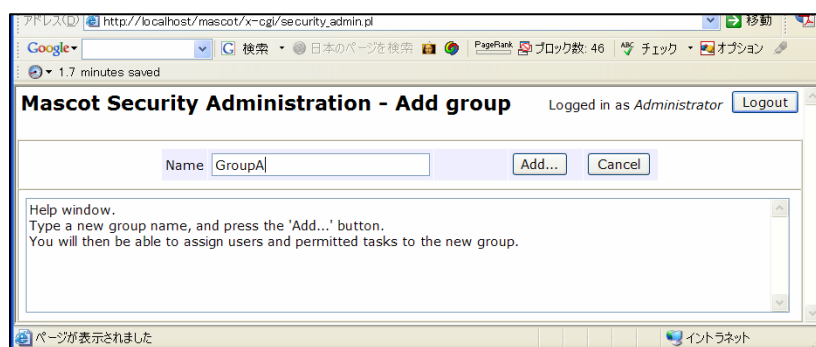 アドレス(D) http://localhost/mascot/x-cgi/security_admin.pl 移動
Google 検索 日本のページを検索 PageRank ブロック数: 46 ABC チェック オプション
1.7 minutes saved
Mascot Security Administration - Add group Logged in as Administrator Logout
Name GroupA Add... Cancel
Help window.
Type a new group name, and press the 'Add...' button.
You will then be able to assign users and permitted tasks to the new group.
ページが表示されました イントラネット